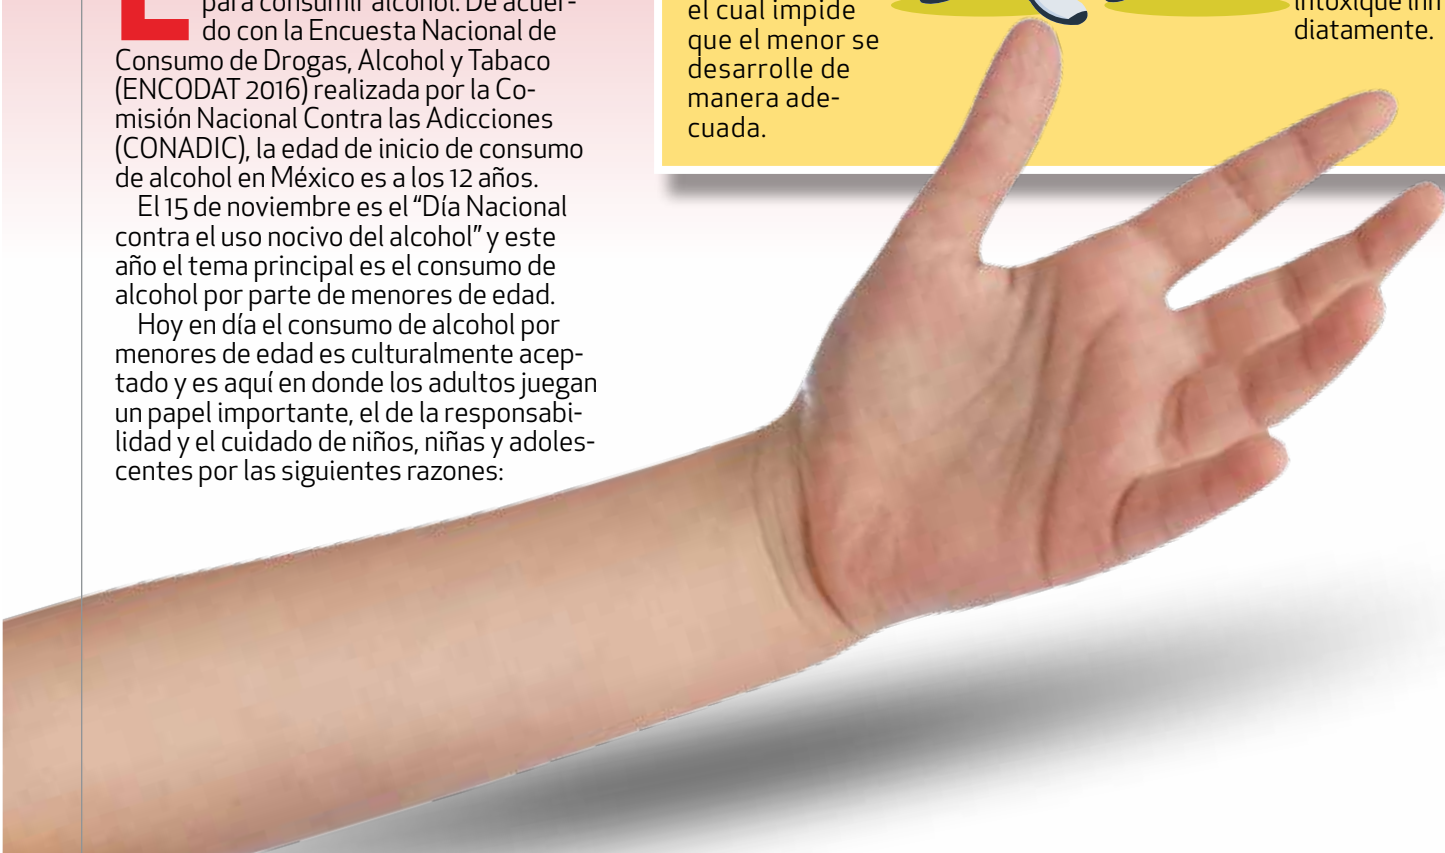 para consumir alcohol. De acuer-
do con la Encuesta Nacional de
Consumo de Drogas, Alcohol y Tabaco
(ENCODAT 2016) realizada por la Co-
misión Nacional Contra las Adicciones
(CONADIC), la edad de inicio de consumo
de alcohol en México es a los 12 años.
El 15 de noviembre es el “Día Nacional
contra el uso nocivo del alcohol” y este
año el tema principal es el consumo de
alcohol por parte de menores de edad.
Hoy en día el consumo de alcohol por
menores de edad es culturalmente acep-
tado y es aquí en donde los adultos juegan
un papel importante, el de la responsabi-
lidad y el cuidado de niños, niñas y adoles-
centes por las siguientes razones:
el cual impide
que el menor se
desarrolle de
manera ade-
cuada.
intoxique
diatamente.